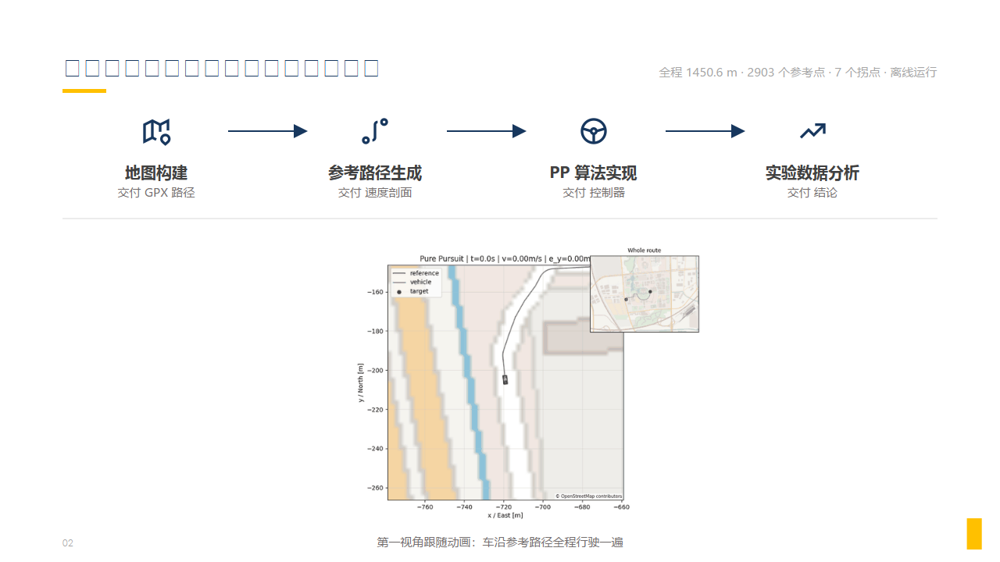 全程 1450.6 m · 2903 个参考点 · 7 个拐点 · 离线运行
地图构建
交付 GPX 路径
参考路径生成
交付 速度剖面
PP 算法实现
交付 控制器
实验数据分析
交付 结论
Whole route
Pure Pursuit | t=0.0s | v=0.00m/s | e_y=0.00m
reference
vehicle
target
−160
−180
−200
−220
−240
−260
y / North [m]
© OpenStreetMap contributors
−760
−740
−720
−700
−680
−660
x / East [m]
02
第一视角跟随动画：车沿参考路径全程行驶一遍